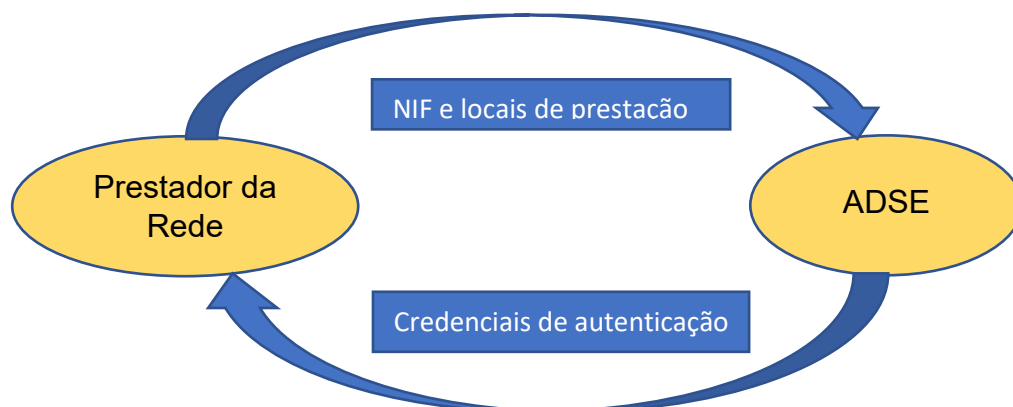 NIF e locais de prestação
Prestador da
Rede
ADSE
Credenciais de autenticação